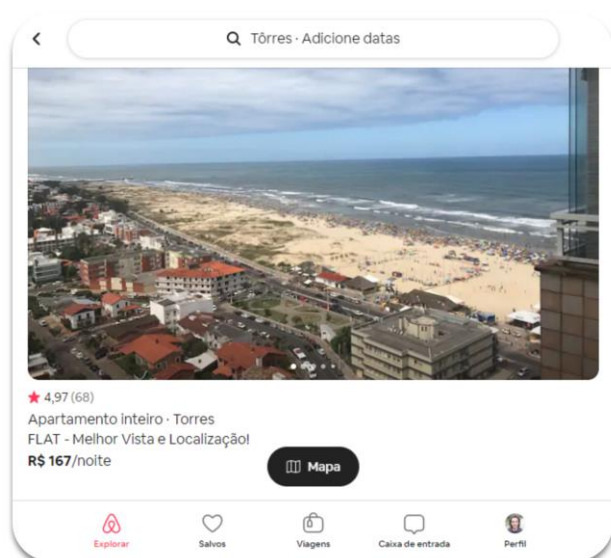 Tôrres · Adicione datas
4,97 (68)
Apartamento inteiro · Torres
FLAT - Melhor Vista e Localização!
R$ 167/noite
Mapa
Explorar
Salvos
Viagens
Caixa de entrada
Perfil